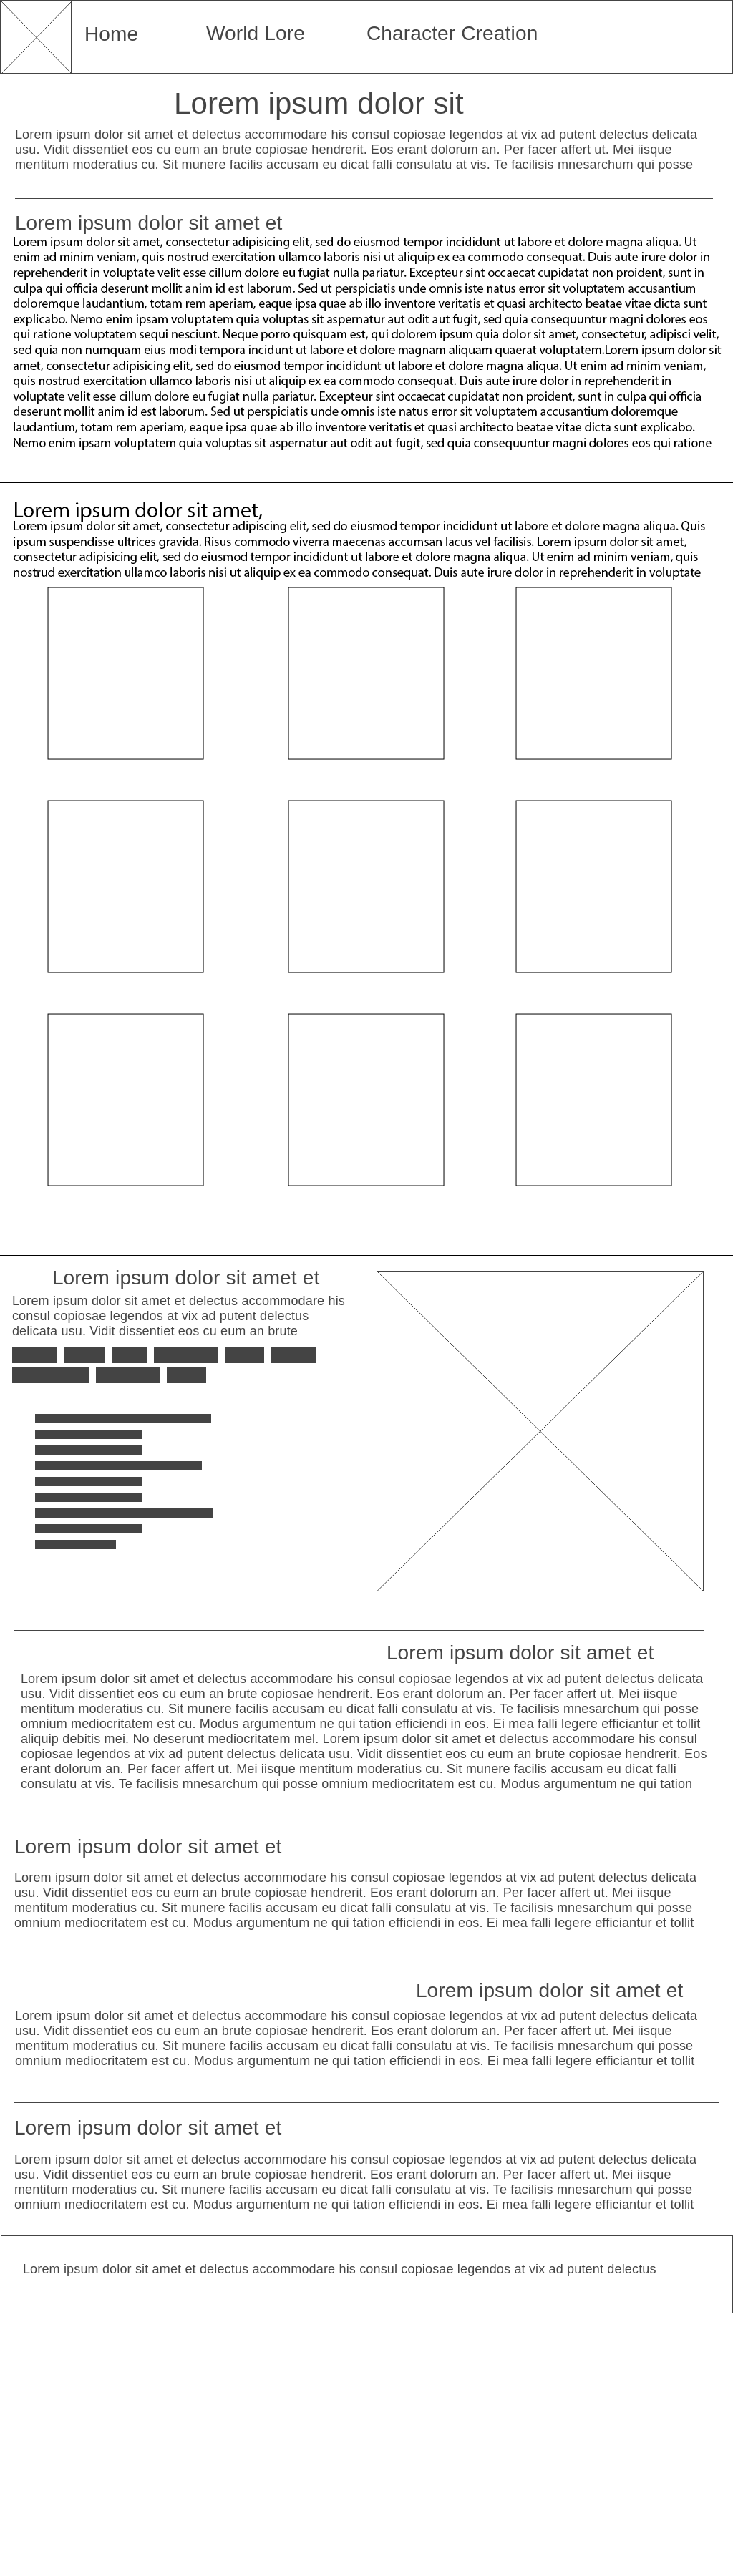 Home World Lore Character Creation
Lorem ipsum dolor sit
Lorem ipsum dolor sit amet et delectus accommodare his consul copiosae legendos at vix ad putent delectus delicata
usu. Vidit dissentiet eos cu eum an brute copiosae hendrerit. Eos erant dolorum an. Per facer affert ut. Mei iisque
mentitum moderatius cu. Sit munere facilis accusam eu dicat falli consulatu at vis. Te facilisis mnesarchum qui posse
Lorem ipsum dolor sit amet et
Lorem ipsum dolor sit amet, consectetur adipisicing elit, sed do eiusmod tempor incididunt ut labore et dolore magna aliqua. Ut
enim ad minim veniam, quis nostrud exercitation ullamco laboris nisi ut aliquip ex ea commodo consequat. Duis aute irure dolor in
reprehenderit in voluptate velit esse cillum dolore eu fugiat nulla pariatur. Excepteur sint occaecat cupidatat non proident, sunt in
culpa qui officia deserunt mollit anim id est laborum. Sed ut perspiciatis unde omnis iste natus error sit voluptatem accusantium
doloremque laudantium, totam rem aperiam, eaque ipsa quae ab illo inventore veritatis et quasi architecto beatae vitae dicta sunt
explicabo. Nemo enim ipsam voluptatem quia voluptas sit aspernatur aut odit aut fugit, sed quia consequuntur magni dolores eos
qui ratione voluptatem sequi nesciunt. Neque porro quisquam est, qui dolorem ipsum quia dolor sit amet, consectetur, adipisci velit,
sed quia non numquam eius modi tempora incidunt ut labore et dolore magnam aliquam quaerat voluptatem.Lorem ipsum dolor sit
amet, consectetur adipisicing elit, sed do eiusmod tempor incididunt ut labore et dolore magna aliqua. Ut enim ad minim veniam,
quis nostrud exercitation ullamco laboris nisi ut aliquip ex ea commodo consequat. Duis aute irure dolor in reprehenderit in
voluptate velit esse cillum dolore eu fugiat nulla pariatur. Excepteur sint occaecat cupidatat non proident, sunt in culpa qui officia
deserunt mollit anim id est laborum. Sed ut perspiciatis unde omnis iste natus error sit voluptatem accusantium doloremque
laudantium, totam rem aperiam, eaque ipsa quae ab illo inventore veritatis et quasi architecto beatae vitae dicta sunt explicabo.
Nemo enim ipsam voluptatem quia voluptas sit aspernatur aut odit aut fugit, sed quia consequuntur magni dolores eos qui ratione
Lorem ipsum dolor sit amet,
Lorem ipsum dolor sit amet, consectetur adipiscing elit, sed do eiusmod tempor incididunt ut labore et dolore magna aliqua. Quis
ipsum suspendisse ultrices gravida. Risus commodo viverra maecenas accumsan lacus vel facilisis. Lorem ipsum dolor sit amet,
consectetur adipisicing elit, sed do eiusmod tempor incididunt ut labore et dolore magna aliqua. Ut enim ad minim veniam, quis
nostrud exercitation ullamco laboris nisi ut aliquip ex ea commodo consequat. Duis aute irure dolor in reprehenderit in voluptate
Lorem ipsum dolor sit amet et
Lorem ipsum dolor sit amet et delectus accommodare his
consul copiosae legendos at vix ad putent delectus
delicata usu. Vidit dissentiet eos cu eum an brute
Lorem ipsum dolor sit amet et
Lorem ipsum dolor sit amet et delectus accommodare his consul copiosae legendos at vix ad putent delectus delicata
usu. Vidit dissentiet eos cu eum an brute copiosae hendrerit. Eos erant dolorum an. Per facer affert ut. Mei iisque
mentitum moderatius cu. Sit munere facilis accusam eu dicat falli consulatu at vis. Te facilisis mnesarchum qui posse
omnium mediocritatem est cu. Modus argumentum ne qui tation efficiendi in eos. Ei mea falli legere efficiantur et tollit
aliquip debitis mei. No deserunt mediocritatem mel. Lorem ipsum dolor sit amet et delectus accommodare his consul
copiosae legendos at vix ad putent delectus delicata usu. Vidit dissentiet eos cu eum an brute copiosae hendrerit. Eos
erant dolorum an. Per facer affert ut. Mei iisque mentitum moderatius cu. Sit munere facilis accusam eu dicat falli
consulatu at vis. Te facilisis mnesarchum qui posse omnium mediocritatem est cu. Modus argumentum ne qui tation
Lorem ipsum dolor sit amet et
Lorem ipsum dolor sit amet et delectus accommodare his consul copiosae legendos at vix ad putent delectus delicata
usu. Vidit dissentiet eos cu eum an brute copiosae hendrerit. Eos erant dolorum an. Per facer affert ut. Mei iisque
mentitum moderatius cu. Sit munere facilis accusam eu dicat falli consulatu at vis. Te facilisis mnesarchum qui posse
omnium mediocritatem est cu. Modus argumentum ne qui tation efficiendi in eos. Ei mea falli legere efficiantur et tollit
Lorem ipsum dolor sit amet et
Lorem ipsum dolor sit amet et delectus accommodare his consul copiosae legendos at vix ad putent delectus delicata
usu. Vidit dissentiet eos cu eum an brute copiosae hendrerit. Eos erant dolorum an. Per facer affert ut. Mei iisque
mentitum moderatius cu. Sit munere facilis accusam eu dicat falli consulatu at vis. Te facilisis mnesarchum qui posse
omnium mediocritatem est cu. Modus argumentum ne qui tation efficiendi in eos. Ei mea falli legere efficiantur et tollit
Lorem ipsum dolor sit amet et
Lorem ipsum dolor sit amet et delectus accommodare his consul copiosae legendos at vix ad putent delectus delicata
usu. Vidit dissentiet eos cu eum an brute copiosae hendrerit. Eos erant dolorum an. Per facer affert ut. Mei iisque
mentitum moderatius cu. Sit munere facilis accusam eu dicat falli consulatu at vis. Te facilisis mnesarchum qui posse
omnium mediocritatem est cu. Modus argumentum ne qui tation efficiendi in eos. Ei mea falli legere efficiantur et tollit
Lorem ipsum dolor sit amet et delectus accommodare his consul copiosae legendos at vix ad putent delectus